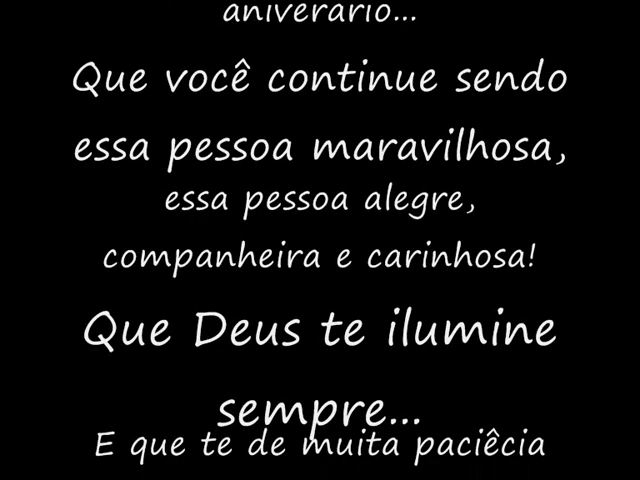 aniverário...
Que você continue sendo
essa pessoa maravilhosa,
essa pessoa alegre,
companheira e carinhosa!
Que Deus te ilumine
sempre...
E que te de muita paciêcia